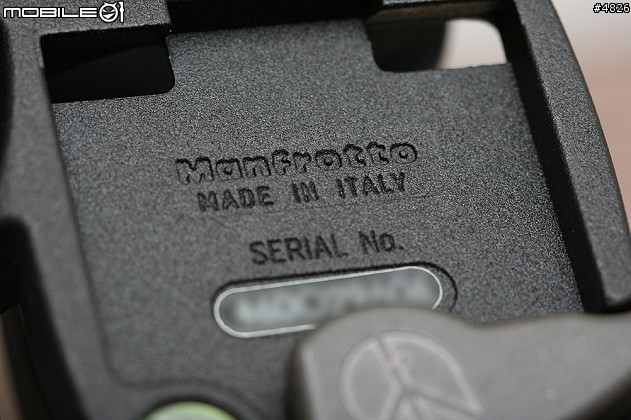 MOBILE01
#4826
Manfrotto
MADE IN ITALY
SERIAL No.